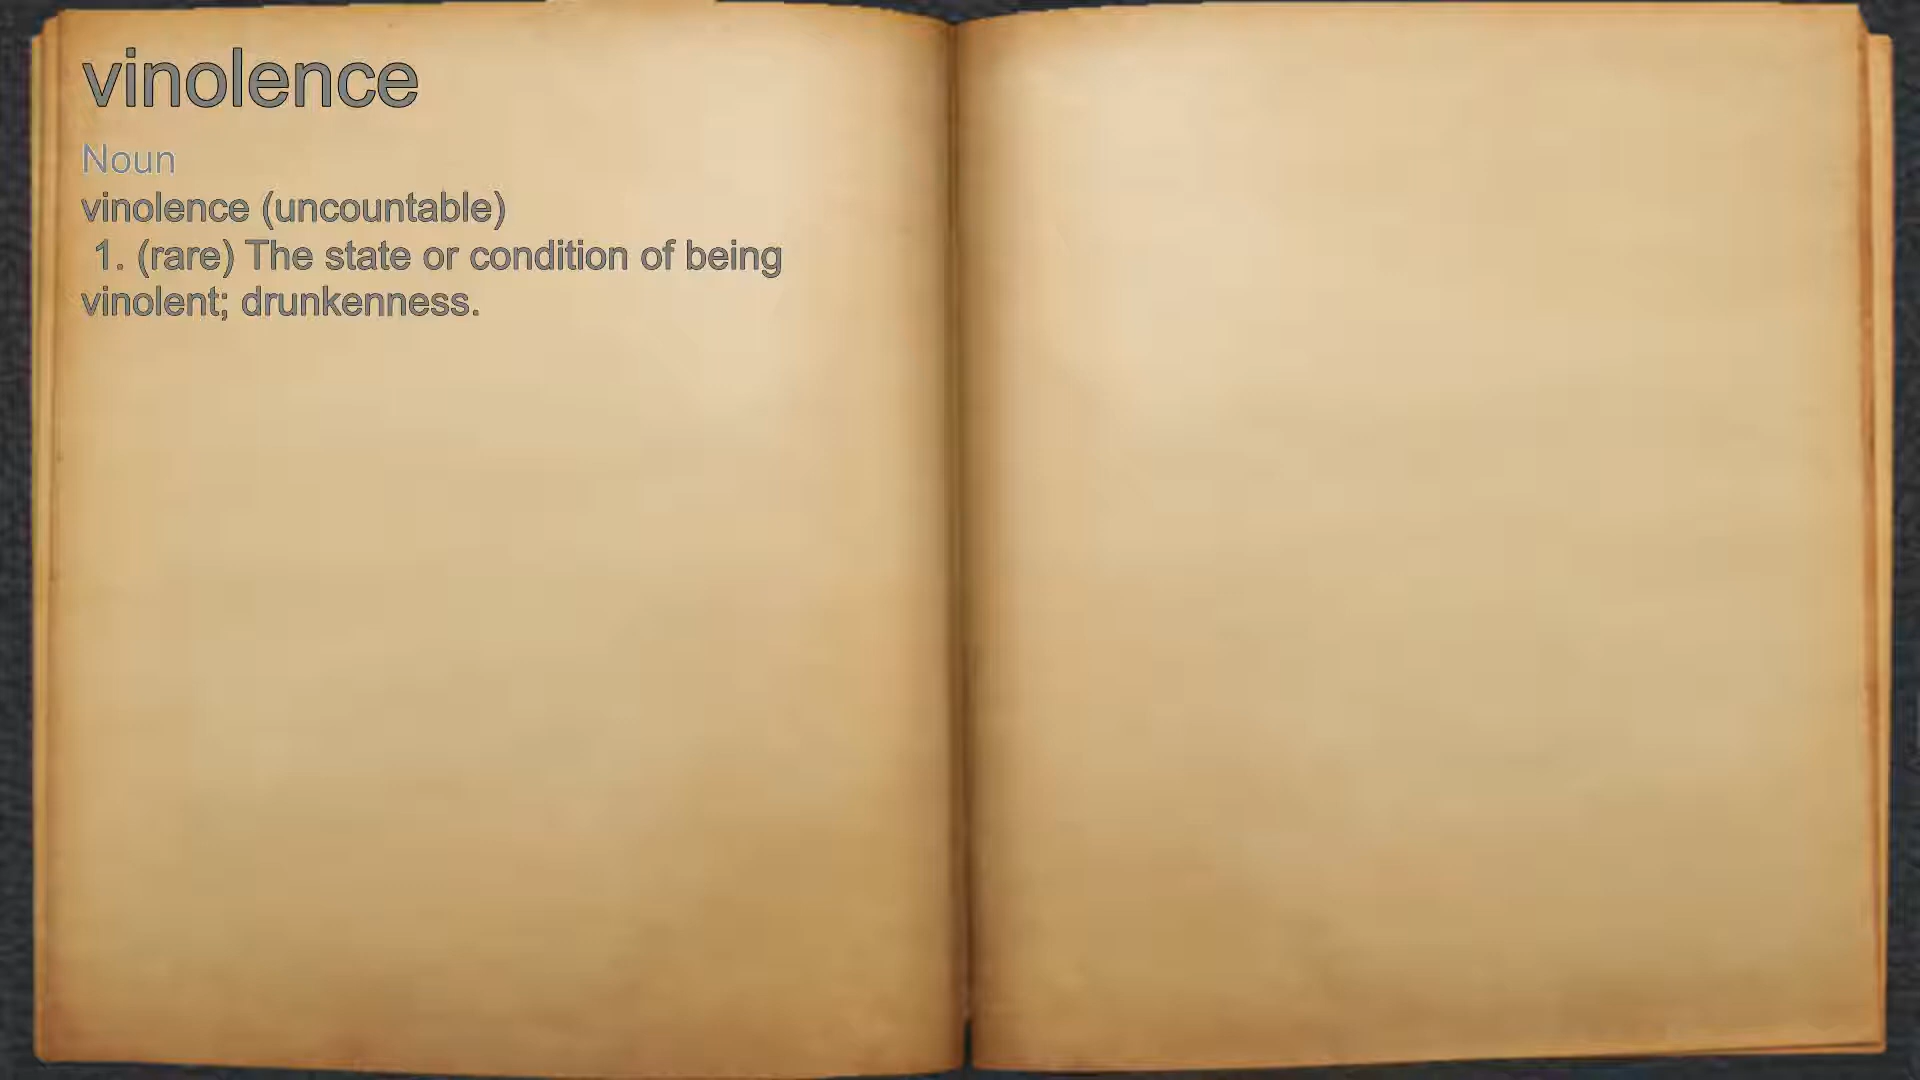 vinolence
Noun
vinolence (uncountable)
1. (rare) The state or condition of being
vinolent; drunkenness.